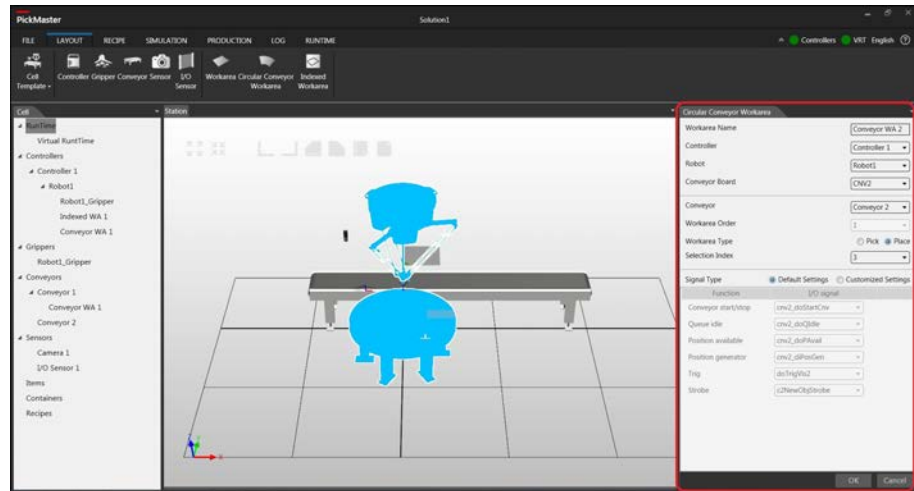 PickMaster
Solution1
FILE LAYOUT RECIPE SIMULATION PRODUCTION LOG RUNTIME
Controllers VRT English
Cell Template
Controller
Gripper
Conveyor
Sensor
I/O Sensor
Workarea
Circular Conveyor Workarea
Indexed Workarea
Cell
RunTime
Virtual RuntTime
Controllers
Controller 1
Robot1
Robot1_Gripper
Indexed WA 1
Conveyor WA 1
Grippers
Robot1_Gripper
Conveyors
Conveyor 1
Conveyor WA 1
Conveyor 2
Sensors
Camera 1
I/O Sensor 1
Items
Containers
Recipes
Station
Circular Conveyor Workarea
Workarea Name Conveyor WA 2
Controller Controller 1
Robot Robot1
Conveyor Board CNV2
Conveyor Conveyor 2
Workarea Order 1
Workarea Type Pick Place
Selection Index 3
Signal Type Default Settings Customized Settings
Function I/O signal
Conveyor start/stop cnv2_doStartCnv
Queue idle cnv2_doQIdle
Position available cnv2_doPAvail
Position generator cnv2_diPosGen
Trig doTrigVis2
Strobe c2NewObjStrobe
OK Cancel